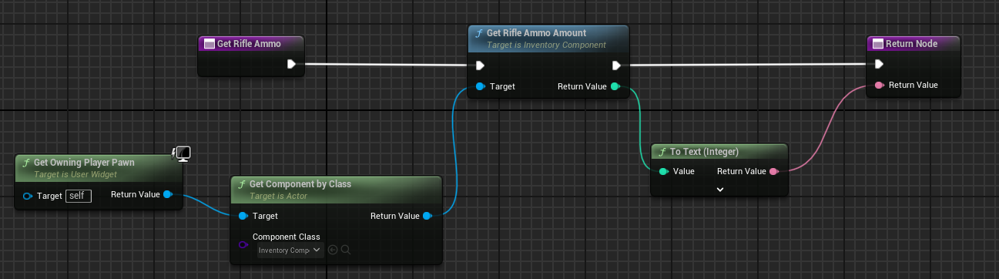 Get Rifle Ammo
Get Rifle Ammo Amount
Target is Inventory Component
Target
Return Value
Return Node
Return Value
Get Owning Player Pawn
Target is User Widget
Target
self
Return Value
Get Component by Class
Target is Actor
Target
Return Value
Component Class
Inventory Comp
To Text (Integer)
Value
Return Value